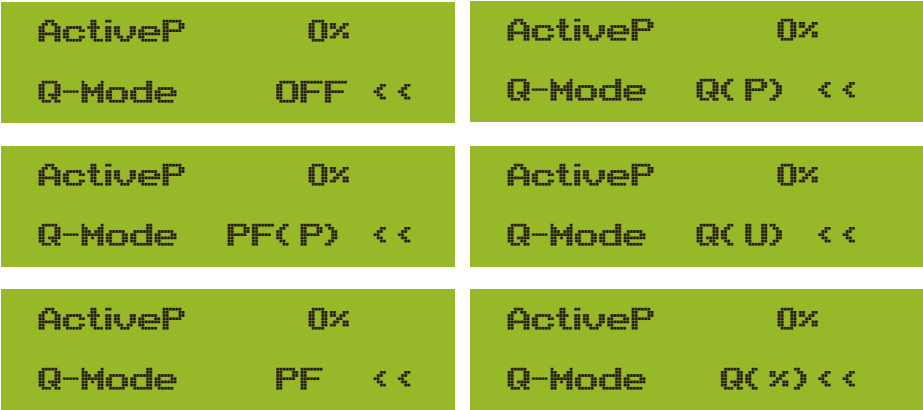 ActiveP 0%
Q-Mode OFF <<
ActiveP 0%
Q-Mode Q(P) <<
ActiveP 0%
Q-Mode PF(P) <<
ActiveP 0%
Q-Mode Q(U) <<
ActiveP 0%
Q-Mode PF <<
ActiveP 0%
Q-Mode Q(%) <<